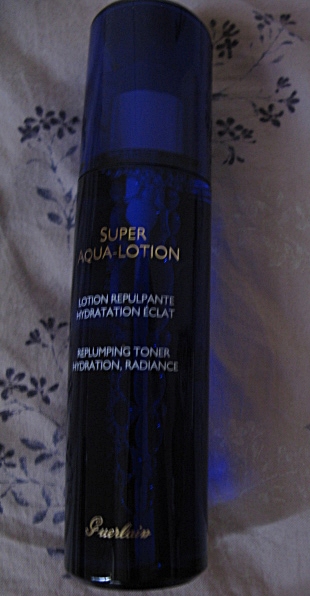 SUPER
AQUA-LOTION
LOTION REPULPANTE
HYDRATATION ÉCLAT
REPLUMPING TONER
HYDRATION, RADIANCE
Guerlain